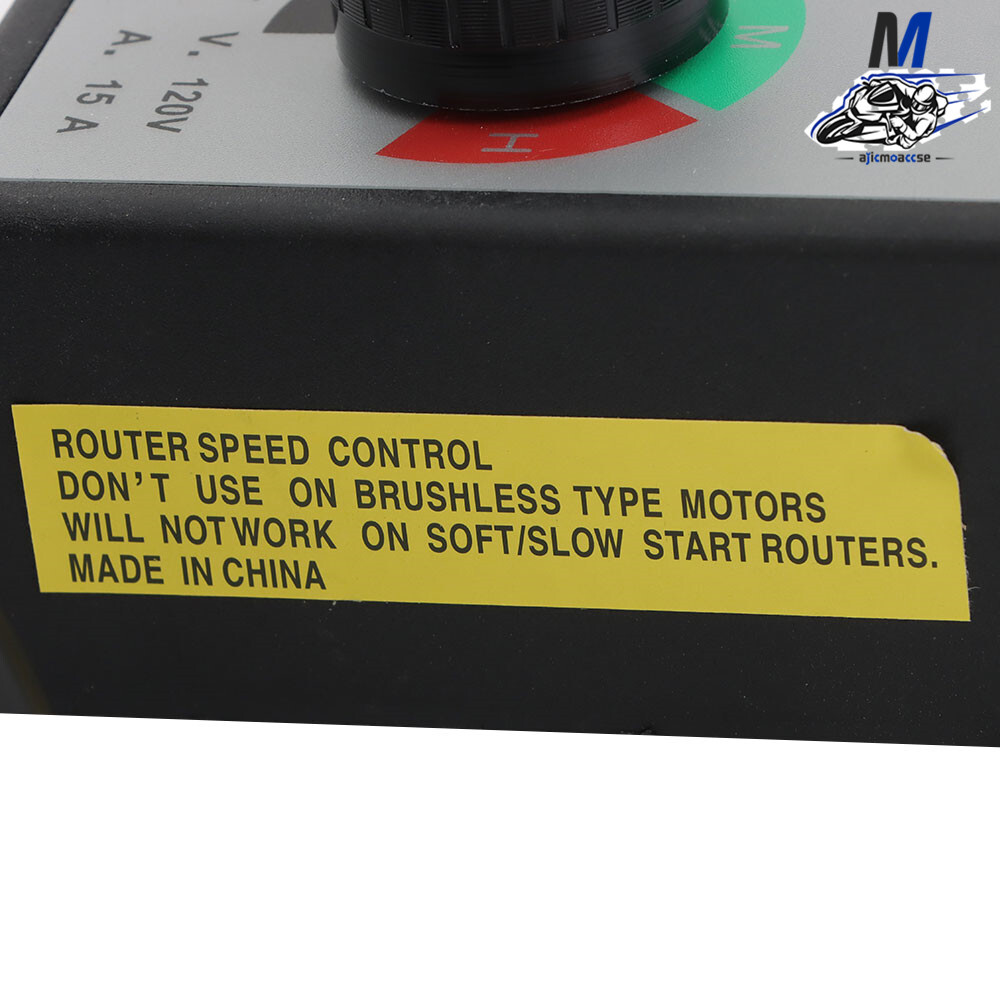 V. 120V
A. 15 A
M
H
M
ajicmoaccse
ROUTER SPEED CONTROL
DON'T USE ON BRUSHLESS TYPE MOTORS
WILL NOT WORK ON SOFT/SLOW START ROUTERS.
MADE IN CHINA